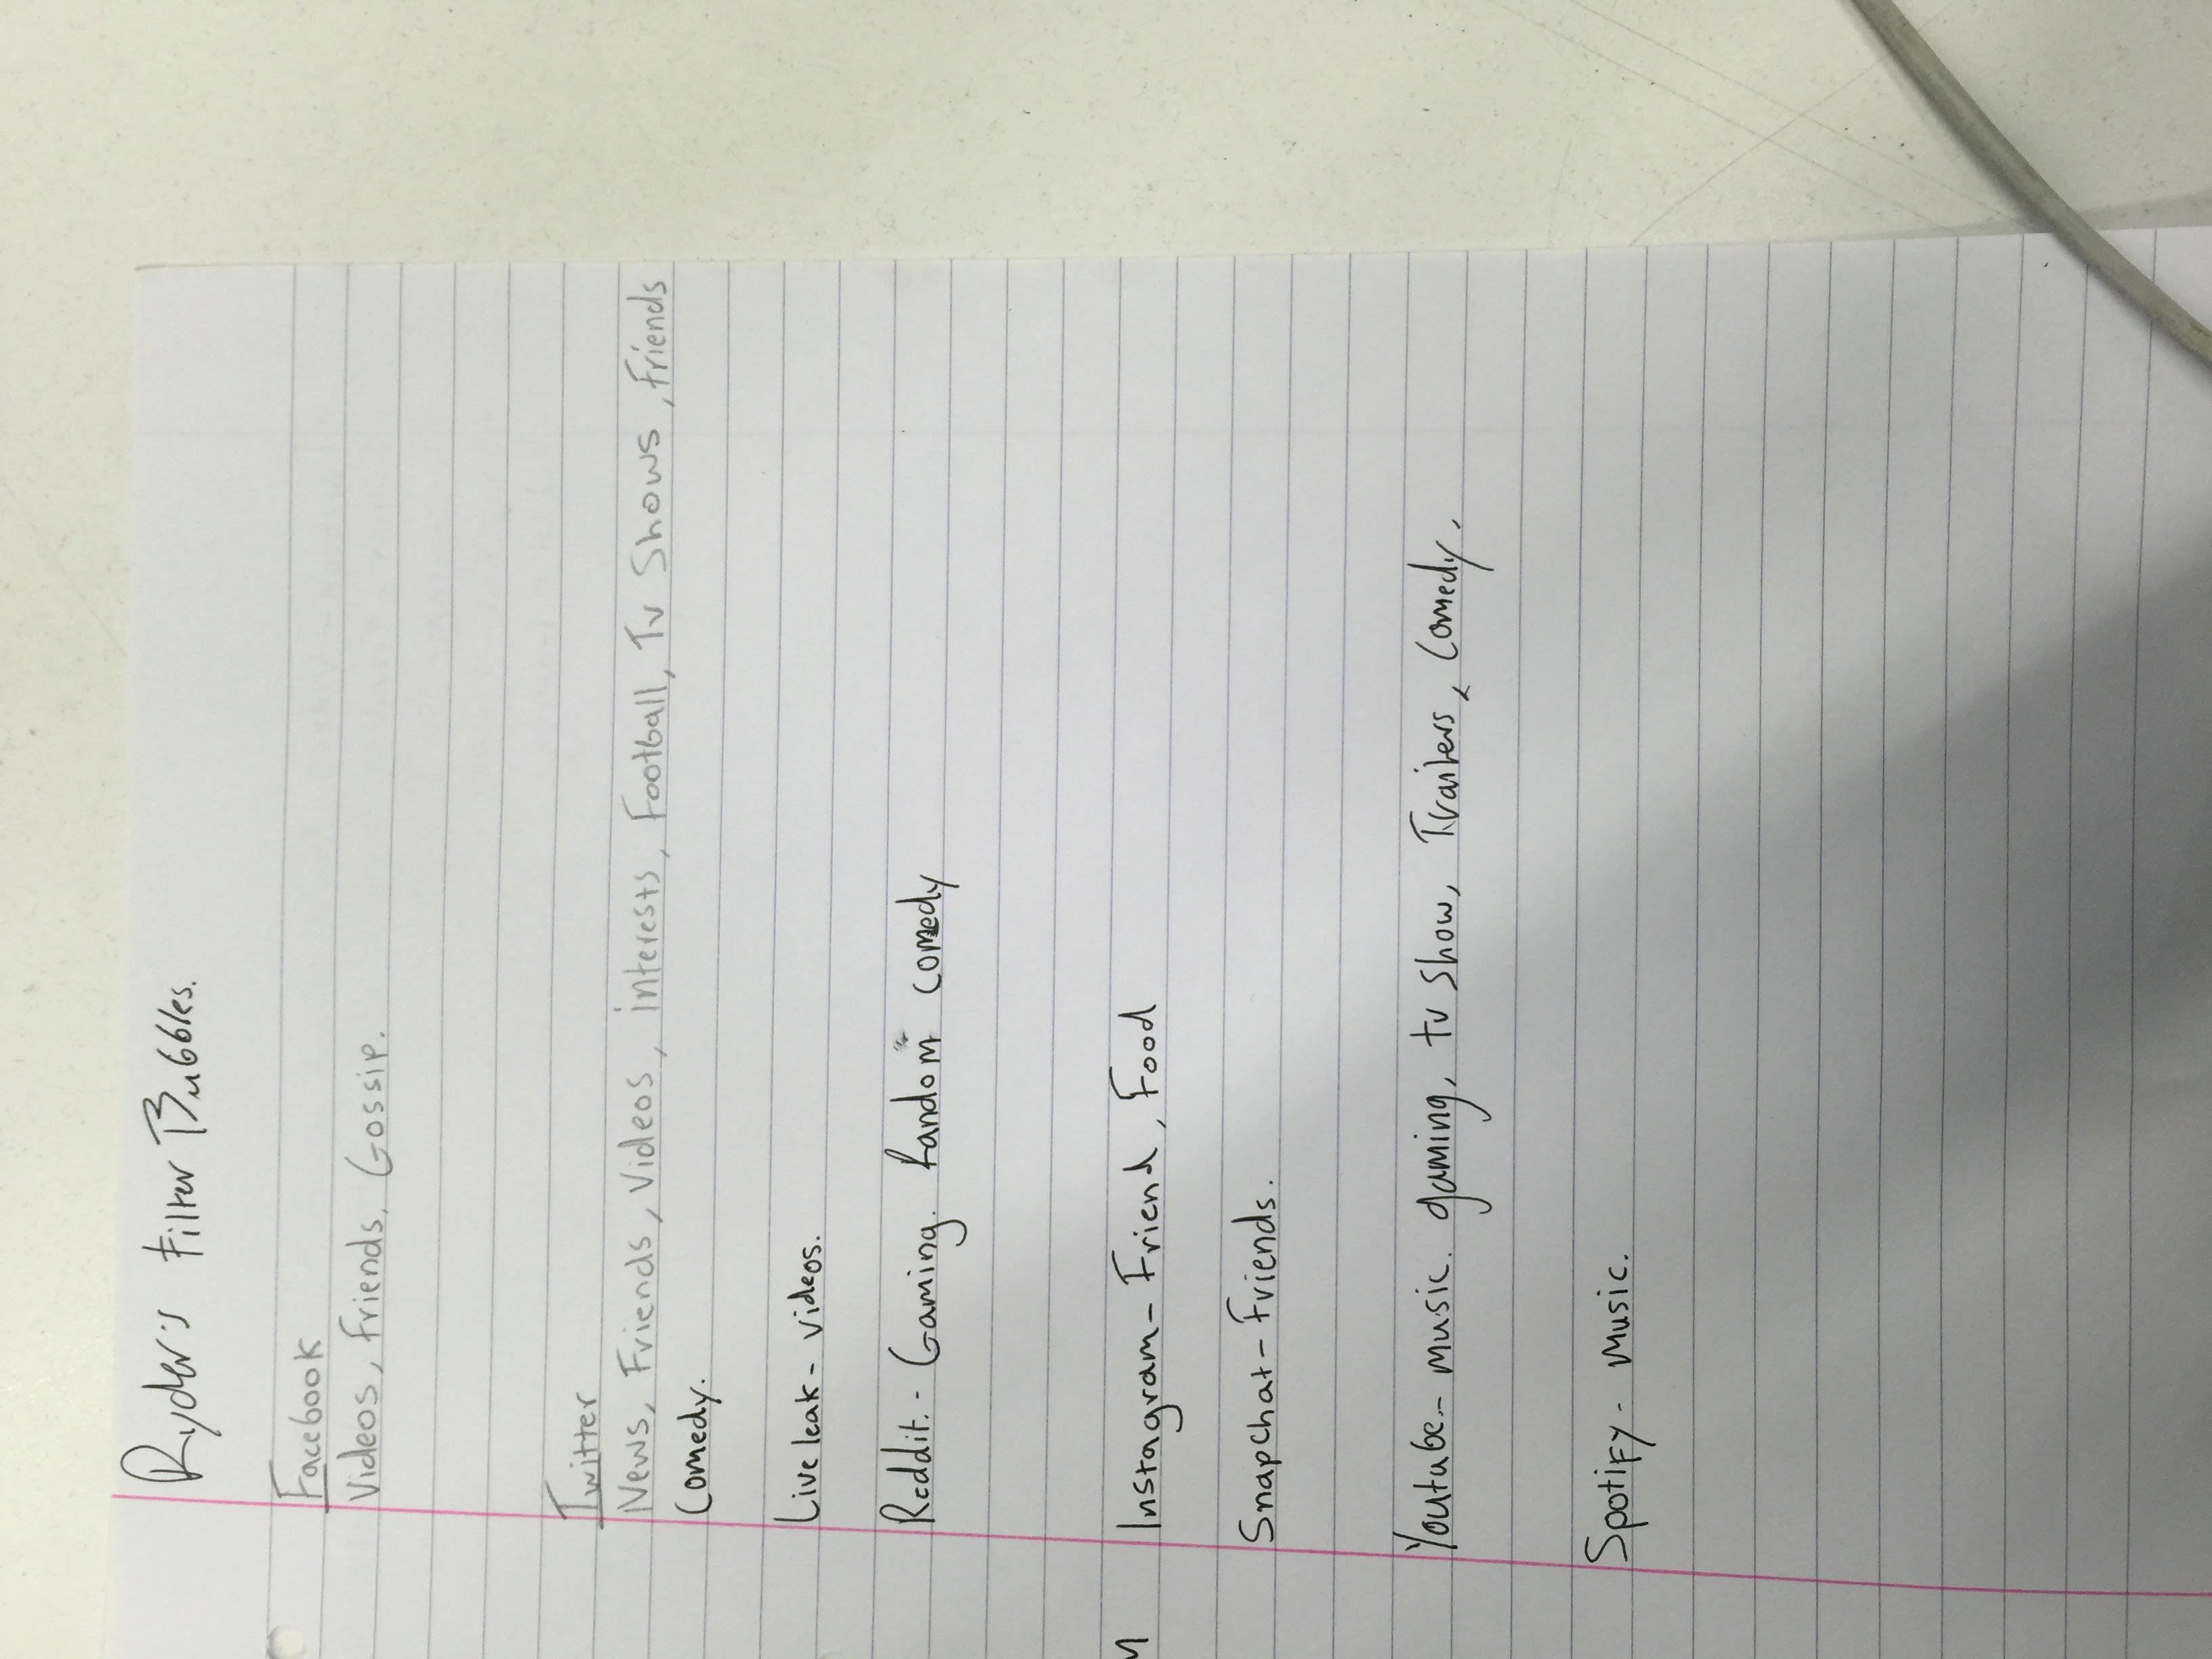 Ryder's Filter Bubbles.
Facebook
Videos, Friends, Gossip.
Twitter
News, Friends, Videos, interests, Football, Tv Shows, Friends
Comedy.
Live leak - videos.
Reddit. - Gaming. Random comedy
Instagram - Friend, Food
Snapchat - Friends.
Youtube - music. gaming, tv show, Trailers, Comedy.
Spotify - music.